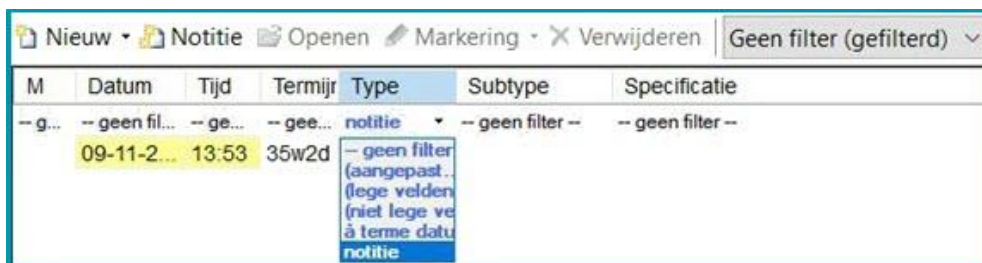 Nieuw Notitie Openen Markering Verwijderen Geen filter (gefilterd)
M Datum Tijd Termijr Type Subtype Specificatie
-- g... -- geen fil... -- ge... -- gee... notitie -- geen filter -- -- geen filter --
09-11-2... 13:53 35w2d
-- geen filter
(aangepast..
(lege velden
(niet lege ve
à terme datu
notitie